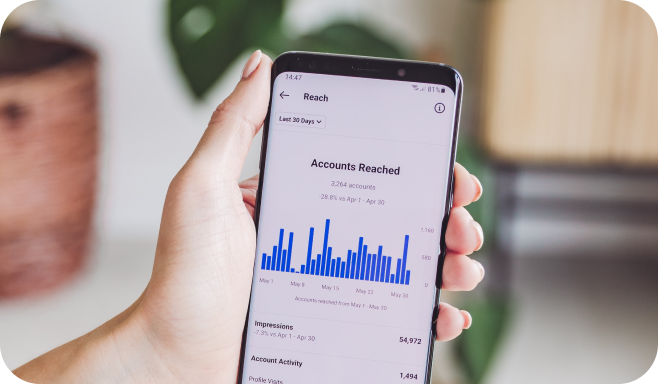 14:47 81%
Reach
Last 30 Days
Accounts Reached
3,264 accounts
-28.8% vs Apr 1 - Apr 30
1,160
580
0
May 1 May 8 May 15 May 22 May 30
Accounts reached from May 1 - May 30
Impressions
54,972
-7.3% vs Apr 1 - Apr 30
Account Activity
1,494
Profile Visits